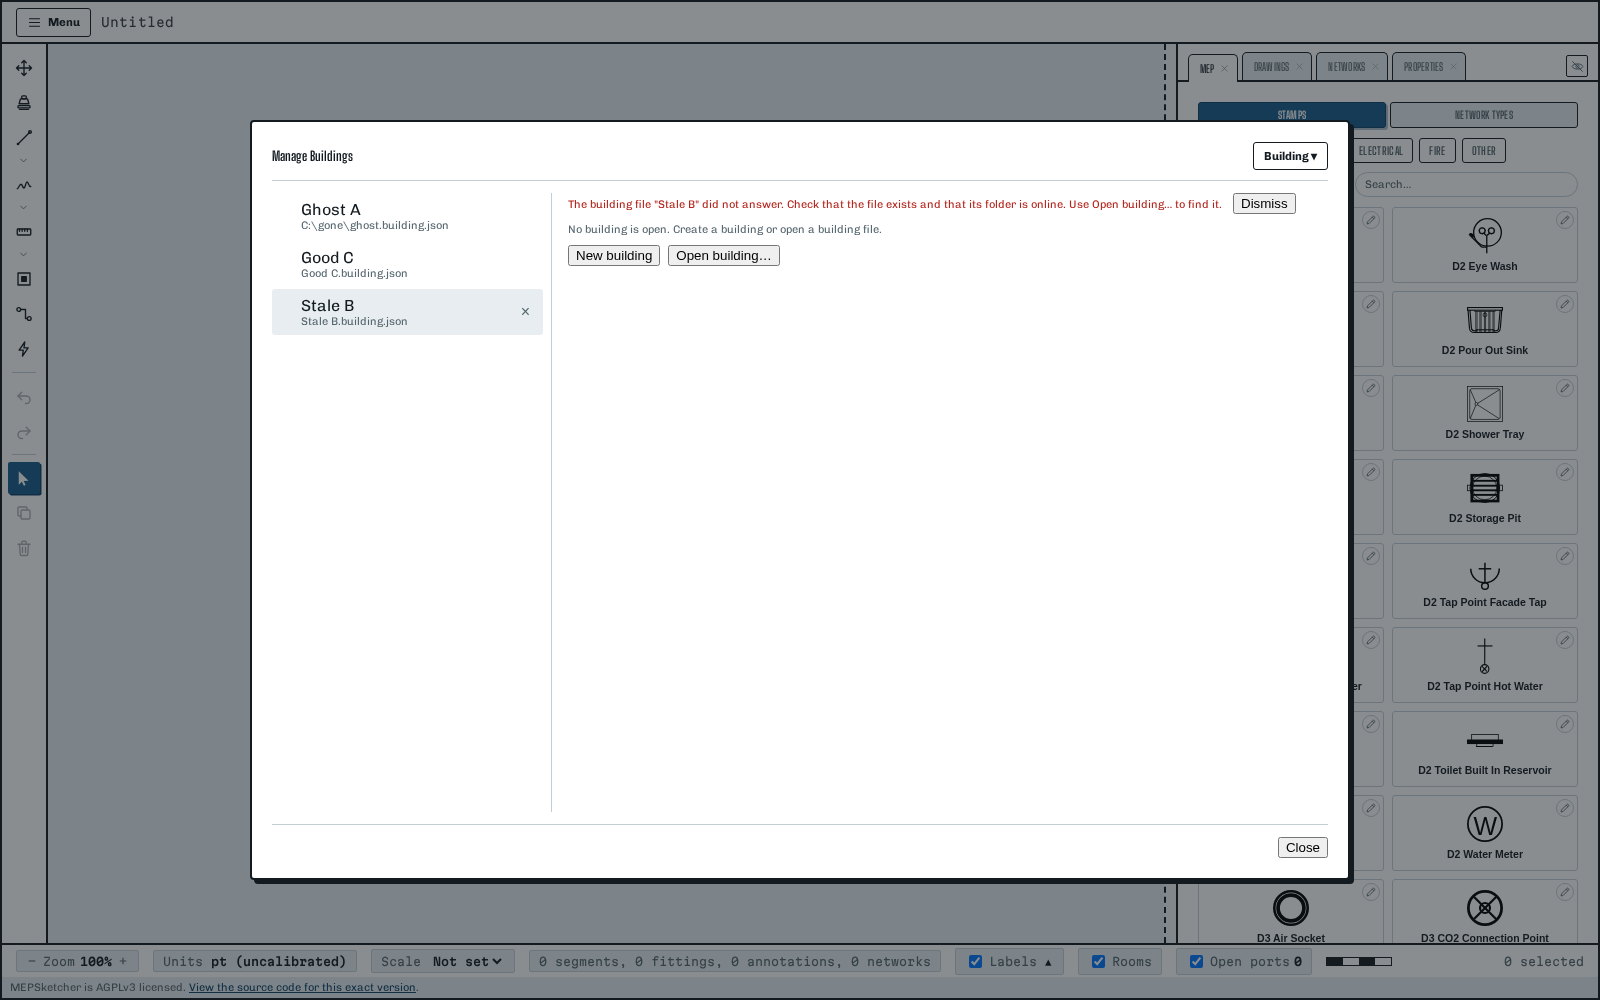 Menu
Untitled
MEP
DRAWINGS
NETWORKS
PROPERTIES
STAMPS
NETWORK TYPES
ELECTRICAL
FIRE
OTHER
Search...
Manage Buildings
Building ▾
Ghost A
C:\gone\ghost.building.json
Good C
Good C.building.json
Stale B
Stale B.building.json
×
The building file "Stale B" did not answer. Check that the file exists and that its folder is online. Use Open building... to find it.
Dismiss
No building is open. Create a building or open a building file.
New building
Open building...
Close
D2 Eye Wash
D2 Pour Out Sink
D2 Shower Tray
D2 Storage Pit
D2 Tap Point Facade Tap
er
D2 Tap Point Hot Water
D2 Toilet Built In Reservoir
W
D2 Water Meter
D3 Air Socket
D3 CO2 Connection Point
− Zoom 100% +
Units pt (uncalibrated)
Scale Not set
0 segments, 0 fittings, 0 annotations, 0 networks
Labels ▲
Rooms
Open ports 0
0 selected
MEPSketcher is AGPLv3 licensed. View the source code for this exact version.